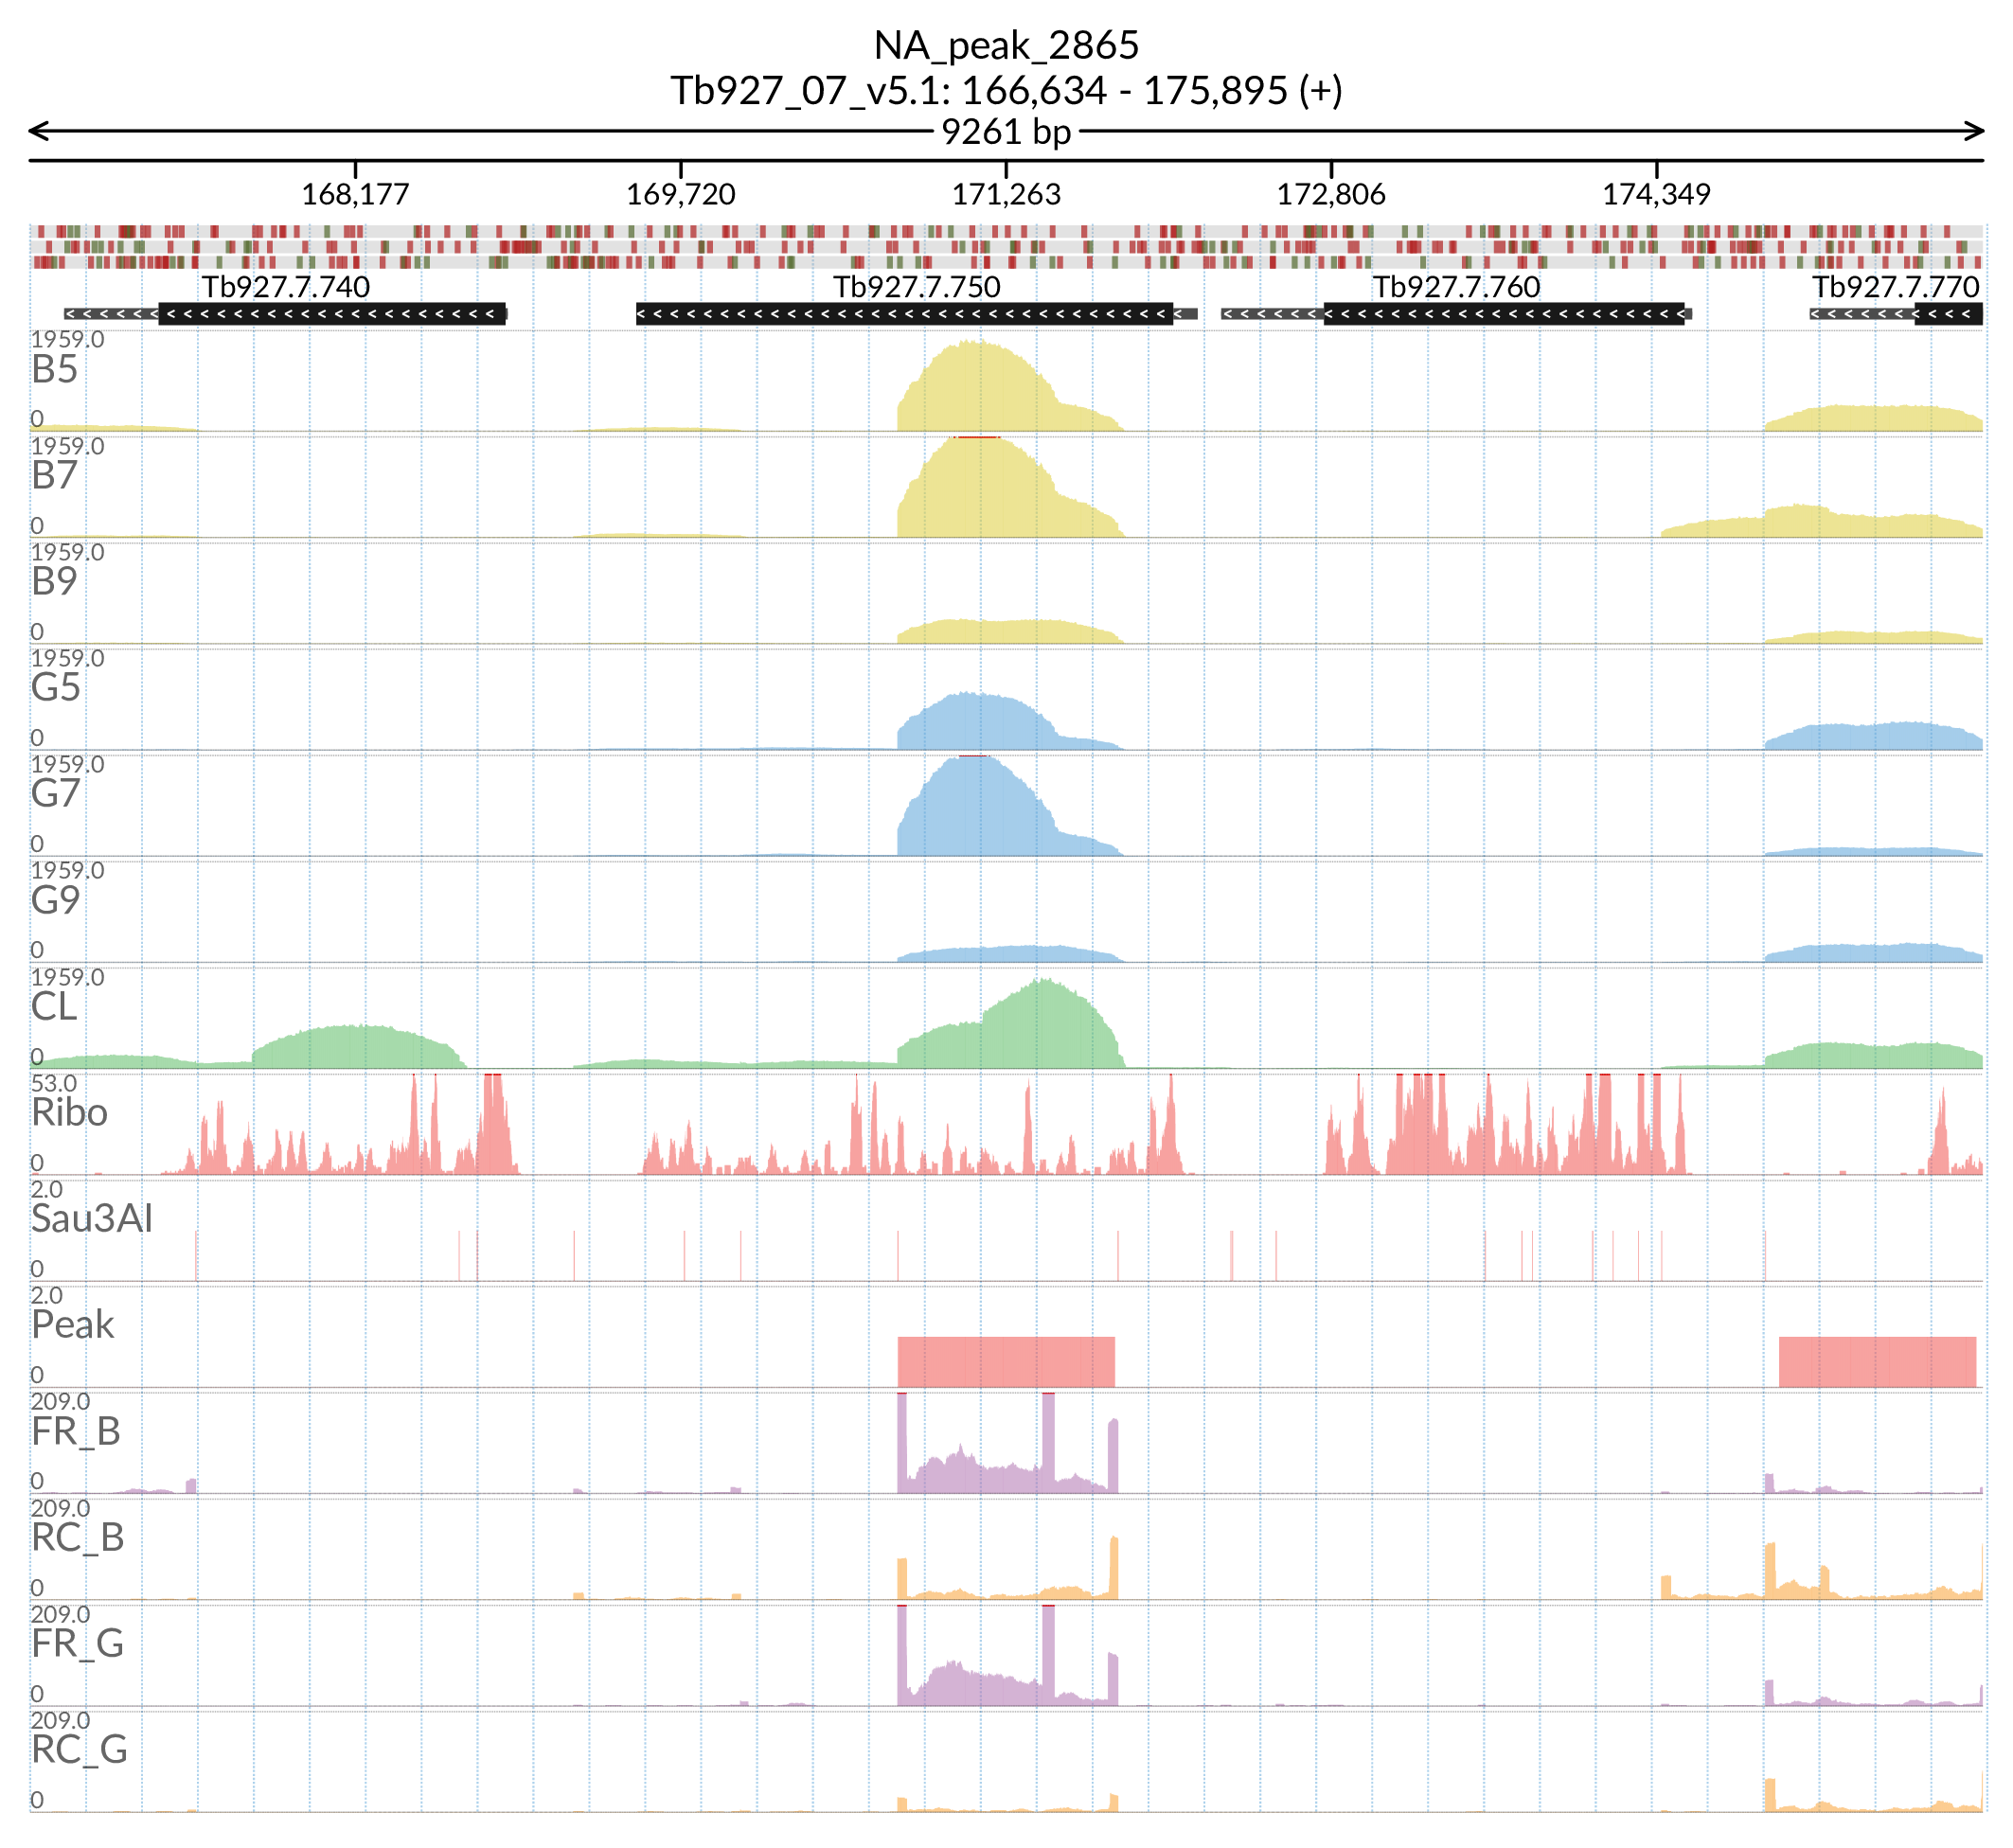 NA_peak_2865
Tb927_07_v5.1: 166,634 - 175,895 (+)
9261 bp
168,177 169,720 171,263 172,806 174,349
Tb927.7.740 Tb927.7.750 Tb927.7.760 Tb927.7.770
1959.0
B5
0
1959.0
B7
0
1959.0
B9
0
1959.0
G5
0
1959.0
G7
0
1959.0
G9
0
1959.0
CL
0
53.0
Ribo
0
2.0
Sau3AI
0
2.0
Peak
0
209.0
FR_B
0
209.0
RC_B
0
209.0
FR_G
0
209.0
RC_G
0